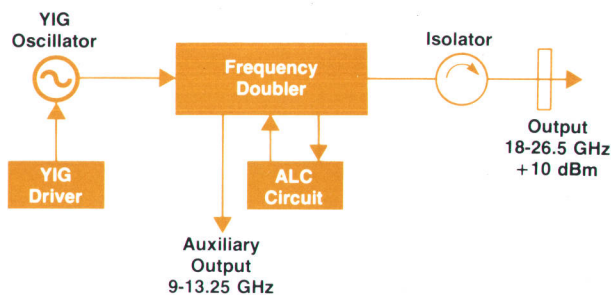 YIG
Oscillator
Frequency
Doubler
Isolator
YIG
Driver
ALC
Circuit
Output
18-26.5 GHz
+10 dBm
Auxiliary
Output
9-13.25 GHz